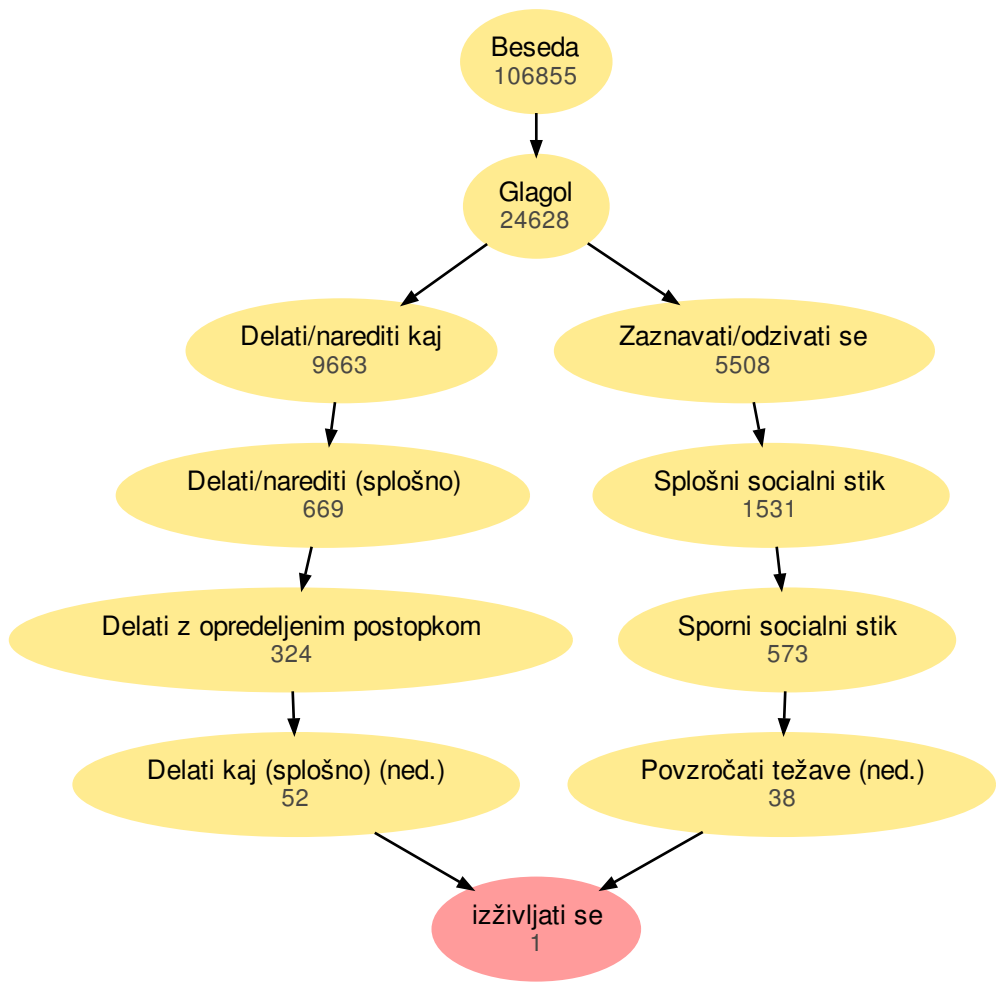 Beseda
106855
Glagol
24628
Delati/narediti kaj
9663
Zaznavati/odzivati se
5508
Delati/narediti (splošno)
669
Splošni socialni stik
1531
Delati z opredeljenim postopkom
324
Sporni socialni stik
573
Delati kaj (splošno) (ned.)
52
Povzročati težave (ned.)
38
izživljati se
1